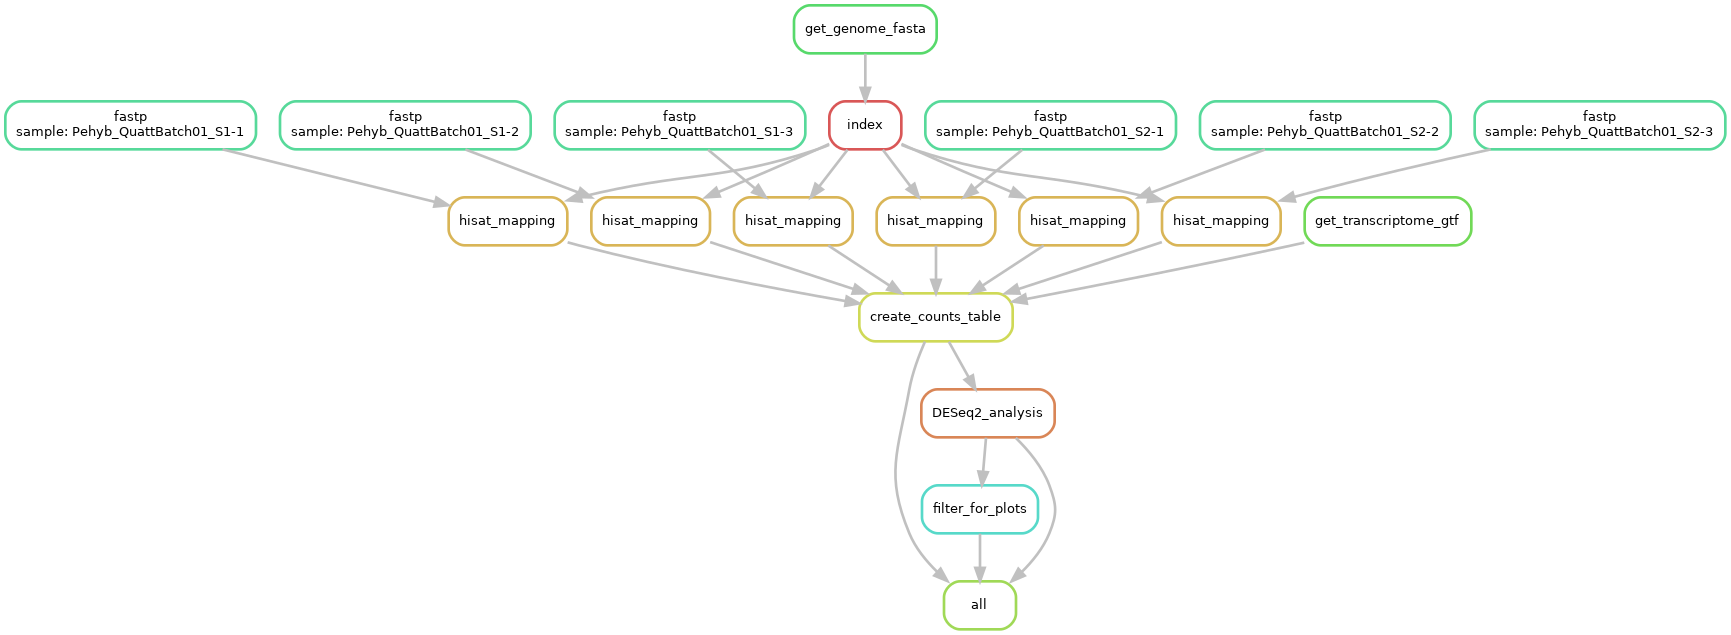 get_genome_fasta
fastp
sample: Pehyb_QuattBatch01_S1-1
fastp
sample: Pehyb_QuattBatch01_S1-2
fastp
sample: Pehyb_QuattBatch01_S1-3
index
fastp
sample: Pehyb_QuattBatch01_S2-1
fastp
sample: Pehyb_QuattBatch01_S2-2
fastp
sample: Pehyb_QuattBatch01_S2-3
hisat_mapping
hisat_mapping
hisat_mapping
hisat_mapping
hisat_mapping
hisat_mapping
get_transcriptome_gtf
create_counts_table
DESeq2_analysis
filter_for_plots
all